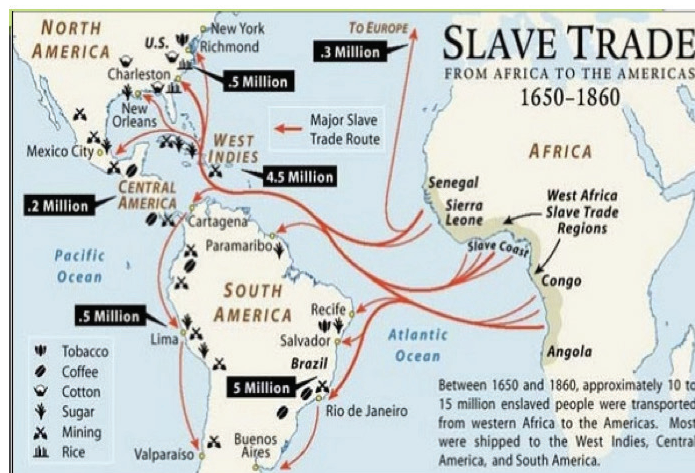 SLAVE TRADE
FROM AFRICA TO THE AMERICAS
1650–1860
NORTH
AMERICA
U.S.
New York
Richmond
Charleston
.5 Million
New
Orleans
TO EUROPE
.3 Million
Major Slave
Trade Route
Mexico City
WEST
INDIES
4.5 Million
CENTRAL
AMERICA
.2 Million
Cartagena
Paramaribo
AFRICA
Senegal
Sierra
Leone
West Africa
Slave Trade
Regions
Slave Coast
Congo
Angola
Pacific
Ocean
SOUTH
AMERICA
.5 Million
Lima
Recife
Salvador
Brazil
5 Million
Atlantic
Ocean
Rio de Janeiro
Valparaíso
Buenos
Aires
Tobacco
Coffee
Cotton
Sugar
Mining
Rice
Between 1650 and 1860, approximately 10 to
15 million enslaved people were transported
from western Africa to the Americas. Most
were shipped to the West Indies, Central
America, and South America.